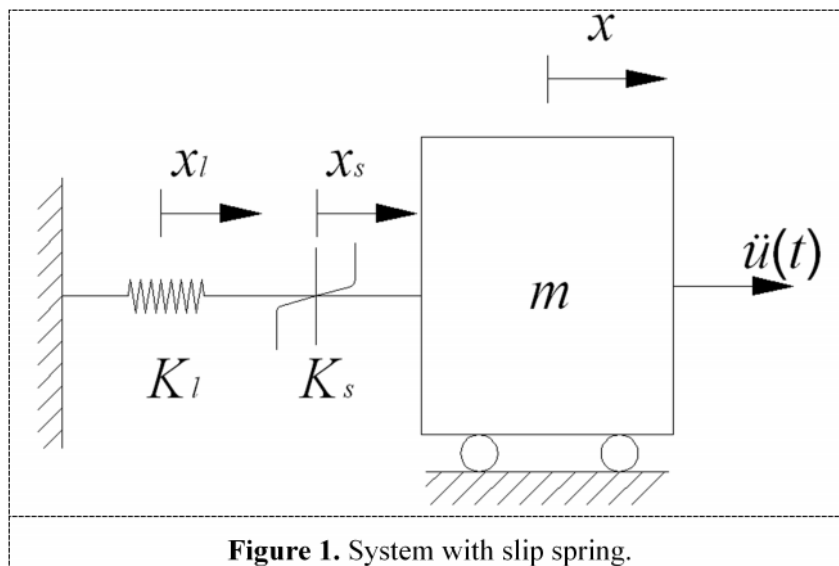 x
x_l x_s
m
ü(t)
K_l K_s
Figure 1. System with slip spring.